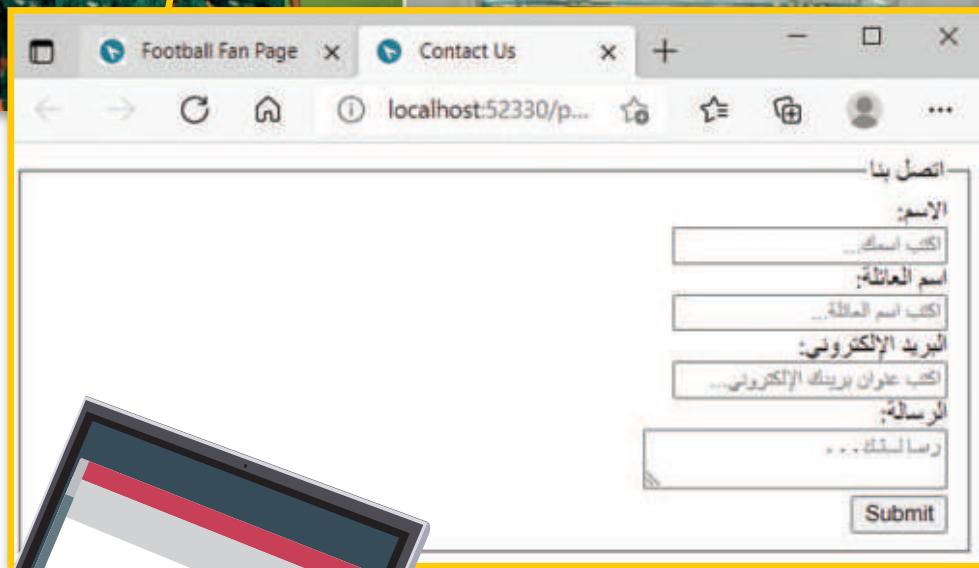 Football Fan Page
Contact Us
localhost:52330/p...
اتصل بنا
الاسم:
اكتب اسمك...
اسم العائلة:
اكتب اسم العائلة...
البريد الإلكتروني:
اكتب عنوان بريدك الإلكتروني...
الرسالة:
رسالتك...
Submit